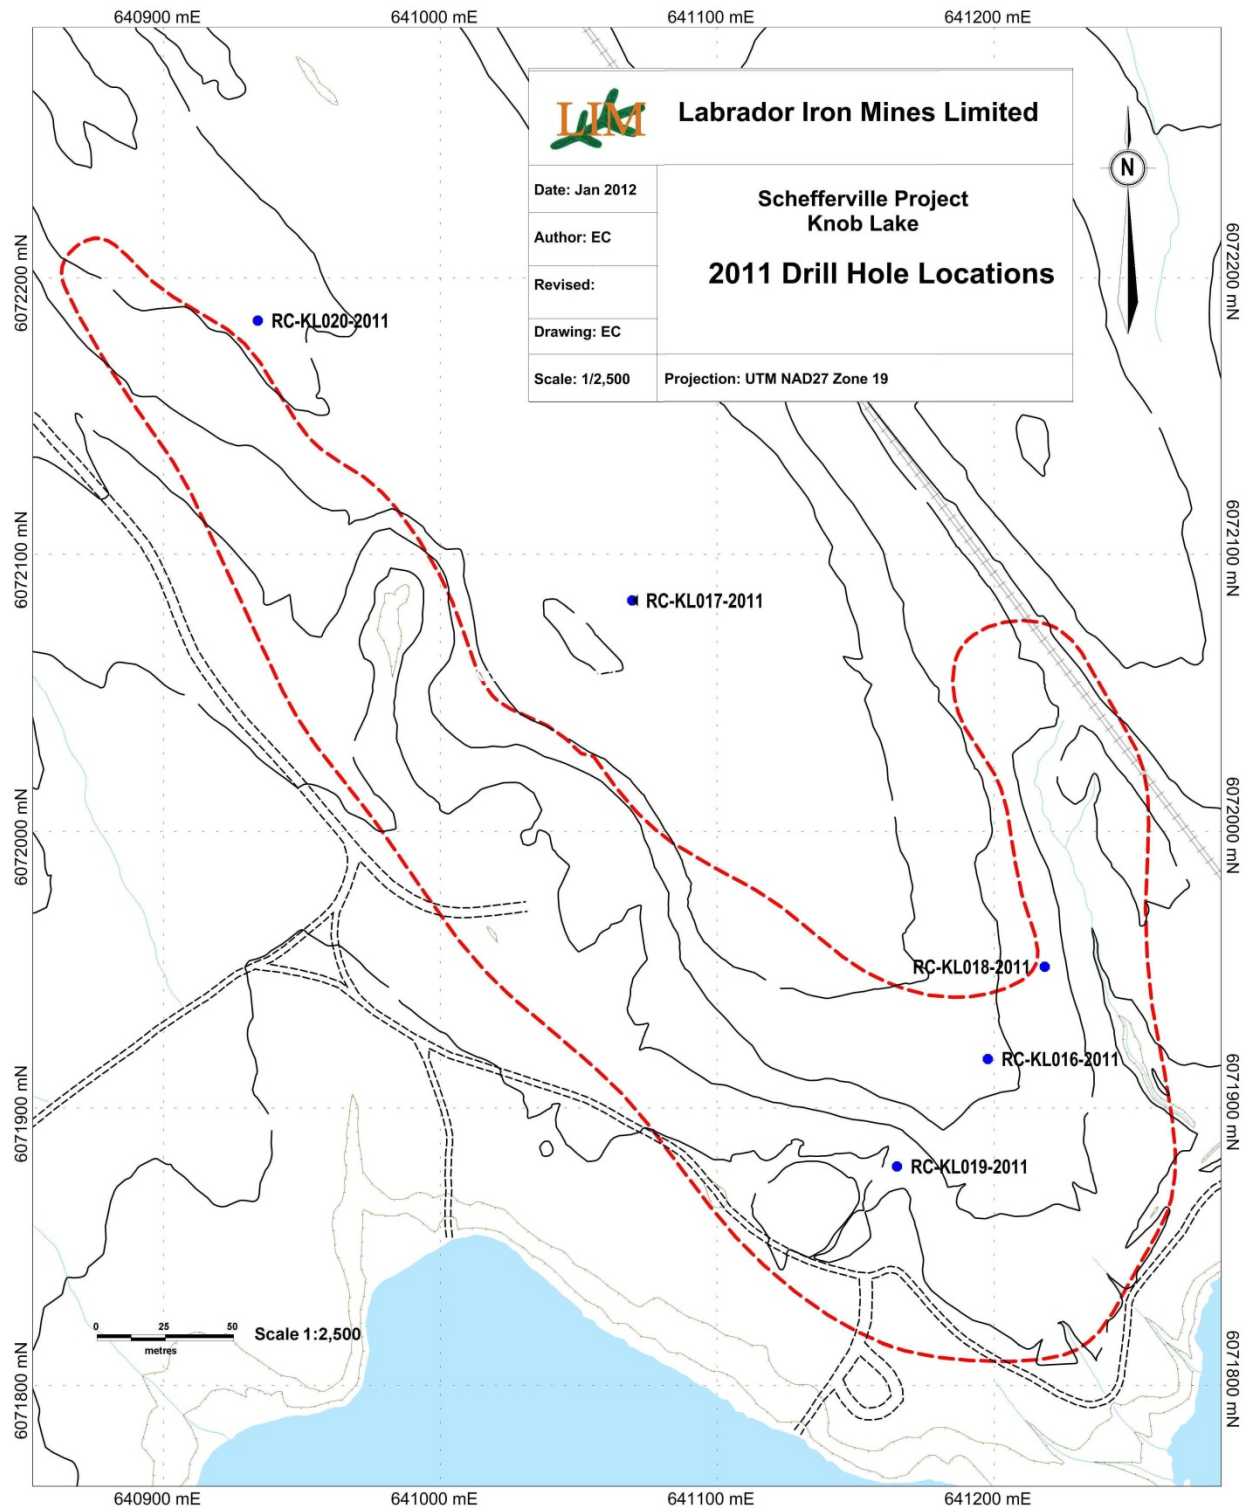 640900 mE
641000 mE
641100 mE
641200 mE
LIM
Labrador Iron Mines Limited
Date: Jan 2012
Schefferville Project
Knob Lake
Author: EC
2011 Drill Hole Locations
Revised:
Drawing: EC
Scale: 1/2,500
Projection: UTM NAD27 Zone 19
N
6072200 mN
6072200 mN
RC-KL020-2011
6072100 mN
6072100 mN
RC-KL017-2011
6072000 mN
6072000 mN
RC-KL018-2011
RC-KL016-2011
6071900 mN
6071900 mN
RC-KL019-2011
0 25 50
metres
Scale 1:2,500
6071800 mN
6071800 mN
640900 mE
641000 mE
641100 mE
641200 mE